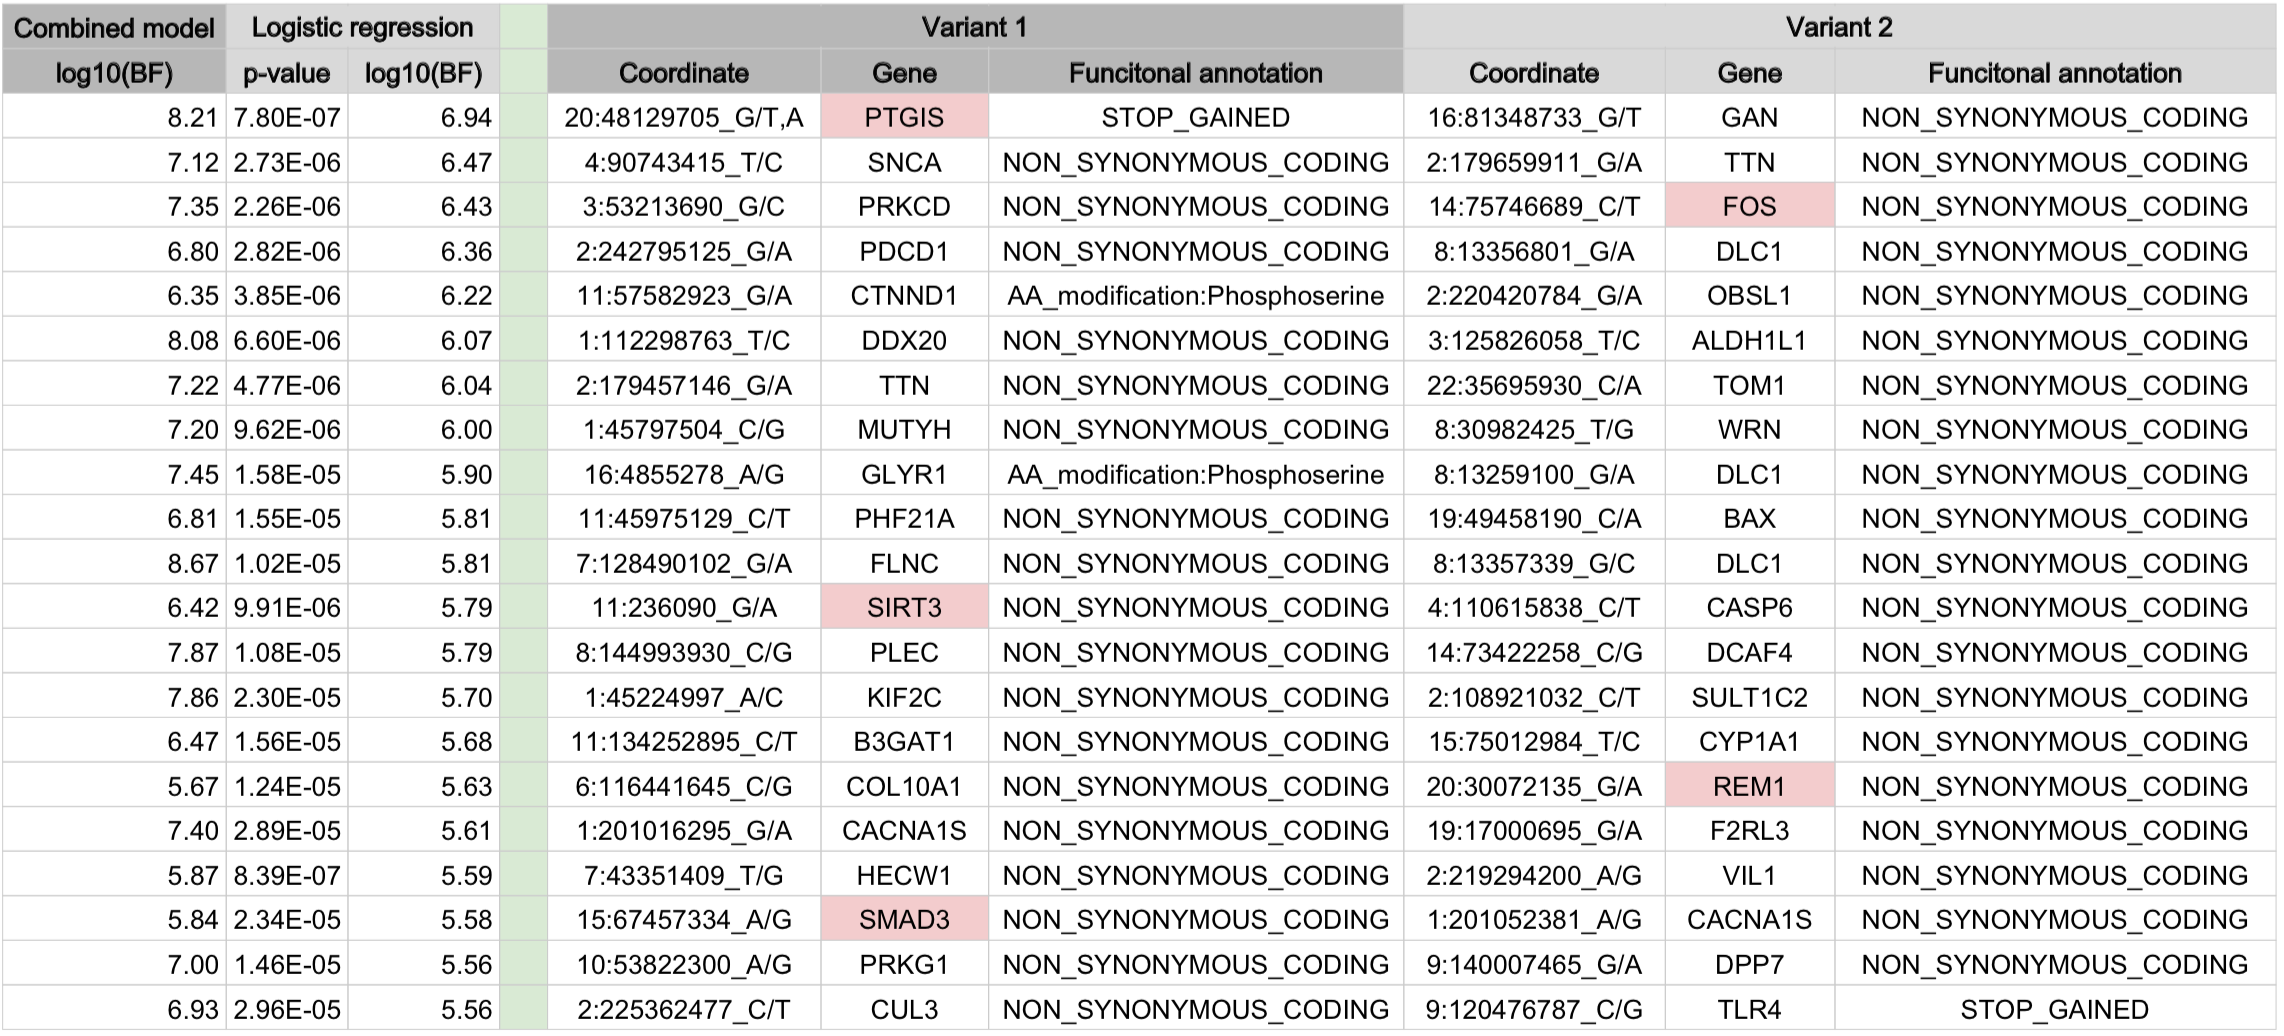 Combined model Logistic regression Variant 1 Variant 2
log10(BF) p-value log10(BF) Coordinate Gene Funcitonal annotation Coordinate Gene Funcitonal annotation
8.21 7.80E-07 6.94 20:48129705_G/T,A PTGIS STOP_GAINED 16:81348733_G/T GAN NON_SYNONYMOUS_CODING
7.12 2.73E-06 6.47 4:90743415_T/C SNCA NON_SYNONYMOUS_CODING 2:179659911_G/A TTN NON_SYNONYMOUS_CODING
7.35 2.26E-06 6.43 3:53213690_G/C PRKCD NON_SYNONYMOUS_CODING 14:75746689_C/T FOS NON_SYNONYMOUS_CODING
6.80 2.82E-06 6.36 2:242795125_G/A PDCD1 NON_SYNONYMOUS_CODING 8:13356801_G/A DLC1 NON_SYNONYMOUS_CODING
6.35 3.85E-06 6.22 11:57582923_G/A CTNND1 AA_modification:Phosphoserine 2:220420784_G/A OBSL1 NON_SYNONYMOUS_CODING
8.08 6.60E-06 6.07 1:112298763_T/C DDX20 NON_SYNONYMOUS_CODING 3:125826058_T/C ALDH1L1 NON_SYNONYMOUS_CODING
7.22 4.77E-06 6.04 2:179457146_G/A TTN NON_SYNONYMOUS_CODING 22:35695930_C/A TOM1 NON_SYNONYMOUS_CODING
7.20 9.62E-06 6.00 1:45797504_C/G MUTYH NON_SYNONYMOUS_CODING 8:30982425_T/G WRN NON_SYNONYMOUS_CODING
7.45 1.58E-05 5.90 16:4855278_A/G GLYR1 AA_modification:Phosphoserine 8:13259100_G/A DLC1 NON_SYNONYMOUS_CODING
6.81 1.55E-05 5.81 11:45975129_C/T PHF21A NON_SYNONYMOUS_CODING 19:49458190_C/A BAX NON_SYNONYMOUS_CODING
8.67 1.02E-05 5.81 7:128490102_G/A FLNC NON_SYNONYMOUS_CODING 8:13357339_G/C DLC1 NON_SYNONYMOUS_CODING
6.42 9.91E-06 5.79 11:236090_G/A SIRT3 NON_SYNONYMOUS_CODING 4:110615838_C/T CASP6 NON_SYNONYMOUS_CODING
7.87 1.08E-05 5.79 8:144993930_C/G PLEC NON_SYNONYMOUS_CODING 14:73422258_C/G DCAF4 NON_SYNONYMOUS_CODING
7.86 2.30E-05 5.70 1:45224997_A/C KIF2C NON_SYNONYMOUS_CODING 2:108921032_C/T SULT1C2 NON_SYNONYMOUS_CODING
6.47 1.56E-05 5.68 11:134252895_C/T B3GAT1 NON_SYNONYMOUS_CODING 15:75012984_T/C CYP1A1 NON_SYNONYMOUS_CODING
5.67 1.24E-05 5.63 6:116441645_C/G COL10A1 NON_SYNONYMOUS_CODING 20:30072135_G/A REM1 NON_SYNONYMOUS_CODING
7.40 2.89E-05 5.61 1:201016295_G/A CACNA1S NON_SYNONYMOUS_CODING 19:17000695_G/A F2RL3 NON_SYNONYMOUS_CODING
5.87 8.39E-07 5.59 7:43351409_T/G HECW1 NON_SYNONYMOUS_CODING 2:219294200_A/G VIL1 NON_SYNONYMOUS_CODING
5.84 2.34E-05 5.58 15:67457334_A/G SMAD3 NON_SYNONYMOUS_CODING 1:201052381_A/G CACNA1S NON_SYNONYMOUS_CODING
7.00 1.46E-05 5.56 10:53822300_A/G PRKG1 NON_SYNONYMOUS_CODING 9:140007465_G/A DPP7 NON_SYNONYMOUS_CODING
6.93 2.96E-05 5.56 2:225362477_C/T CUL3 NON_SYNONYMOUS_CODING 9:120476787_C/G TLR4 STOP_GAINED